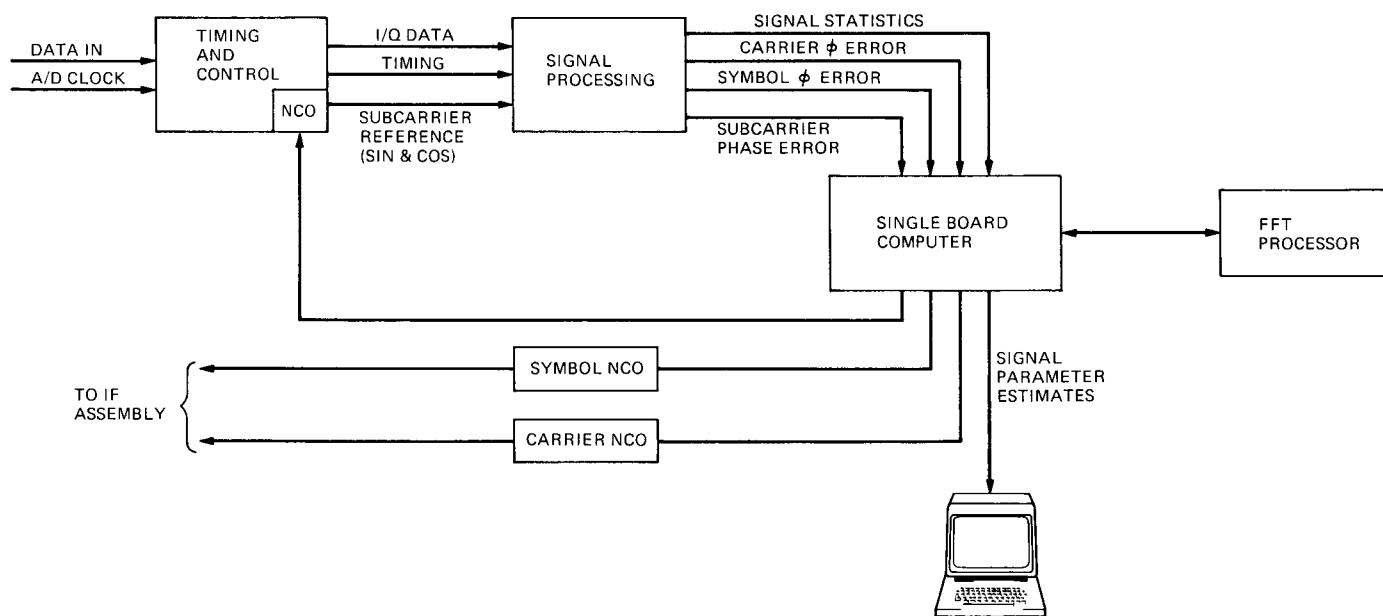 DATA IN
A/D CLOCK
TIMING
AND
CONTROL
NCO
I/Q DATA
TIMING
SUBCARRIER
REFERENCE
(SIN & COS)
SIGNAL
PROCESSING
SIGNAL STATISTICS
CARRIER ϕ ERROR
SYMBOL ϕ ERROR
SUBCARRIER
PHASE ERROR
SINGLE BOARD
COMPUTER
FFT
PROCESSOR
SYMBOL NCO
CARRIER NCO
TO IF
ASSEMBLY
SIGNAL
PARAMETER
ESTIMATES